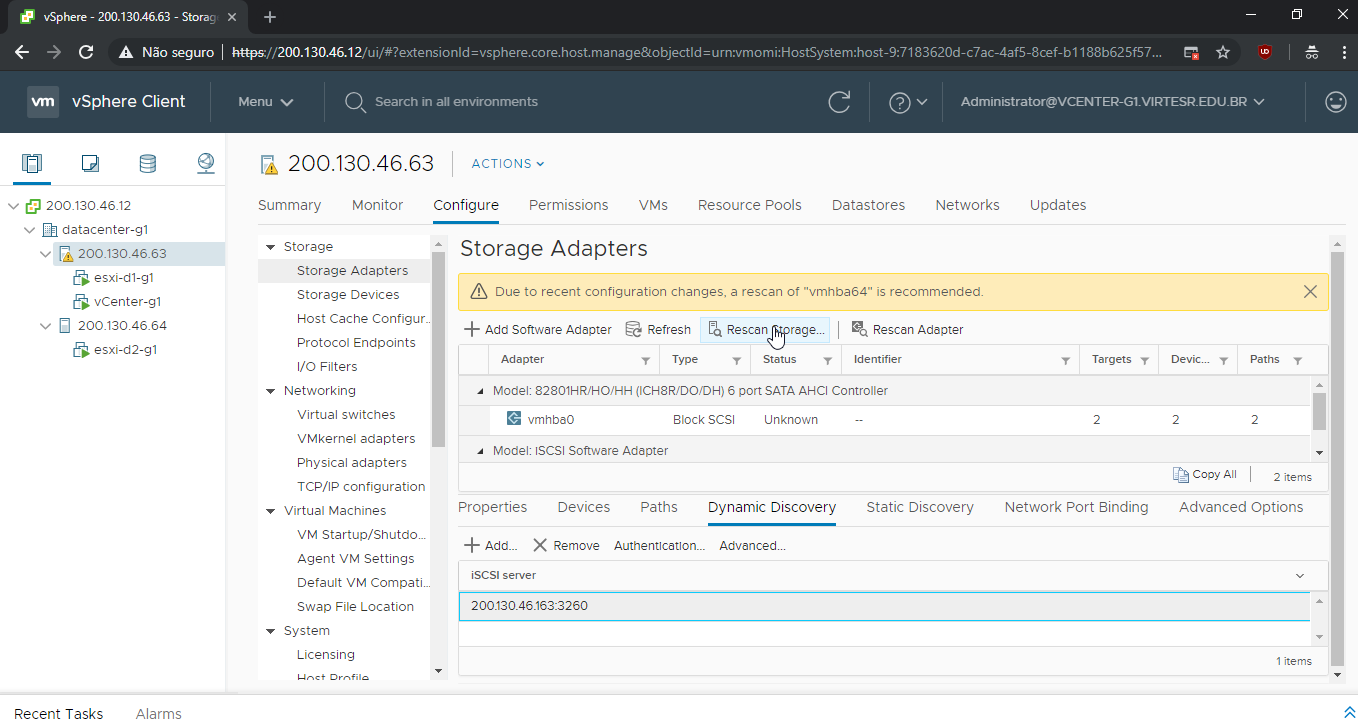 vSphere - 200.130.46.63 - Storag
Não seguro
https://200.130.46.12/ui/#?extensionId=vsphere.core.host.manage&objectId=urn:vmomi:HostSystem:host-9:7183620d-c7ac-4af5-8cef-b1188b625f57...
vm vSphere Client
Menu
Search in all environments
Administrator@VCENTER-G1.VIRTESR.EDU.BR
200.130.46.12
datacenter-g1
200.130.46.63
esxi-d1-g1
vCenter-g1
200.130.46.64
esxi-d2-g1
200.130.46.63
ACTIONS
Summary Monitor Configure Permissions VMs Resource Pools Datastores Networks Updates
Storage
Storage Adapters
Storage Devices
Host Cache Configur..
Protocol Endpoints
I/O Filters
Networking
Virtual switches
VMkernel adapters
Physical adapters
TCP/IP configuration
Virtual Machines
VM Startup/Shutdo...
Agent VM Settings
Default VM Compati...
Swap File Location
System
Licensing
Host Profile
Storage Adapters
Due to recent configuration changes, a rescan of "vmhba64" is recommended.
Add Software Adapter Refresh Rescan Storage... Rescan Adapter
Adapter Type Status Identifier Targets Devic... Paths
Model: 82801HR/HO/HH (ICH8R/DO/DH) 6 port SATA AHCI Controller
vmhba0 Block SCSI Unknown -- 2 2 2
Model: iSCSI Software Adapter
Copy All 2 items
Properties Devices Paths Dynamic Discovery Static Discovery Network Port Binding Advanced Options
Add... Remove Authentication... Advanced...
iSCSI server
200.130.46.163:3260
1 items
Recent Tasks Alarms